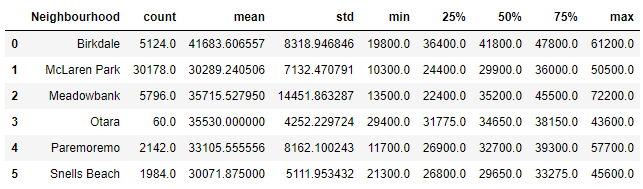 Neighbourhood count mean std min 25% 50% 75% max
0 Birkdale 5124.0 41683.606557 8318.946846 19800.0 36400.0 41800.0 47800.0 61200.0
1 McLaren Park 30178.0 30289.240506 7132.470791 10300.0 24400.0 29900.0 36000.0 50500.0
2 Meadowbank 5796.0 35715.527950 14451.863287 13500.0 22400.0 35200.0 45500.0 72200.0
3 Otara 60.0 35530.000000 4252.229724 29400.0 31775.0 34650.0 38150.0 43600.0
4 Paremoremo 2142.0 33105.555556 8162.100243 11700.0 26900.0 32700.0 39300.0 57700.0
5 Snells Beach 1984.0 30071.875000 5111.953432 21300.0 26800.0 29650.0 33275.0 45600.0